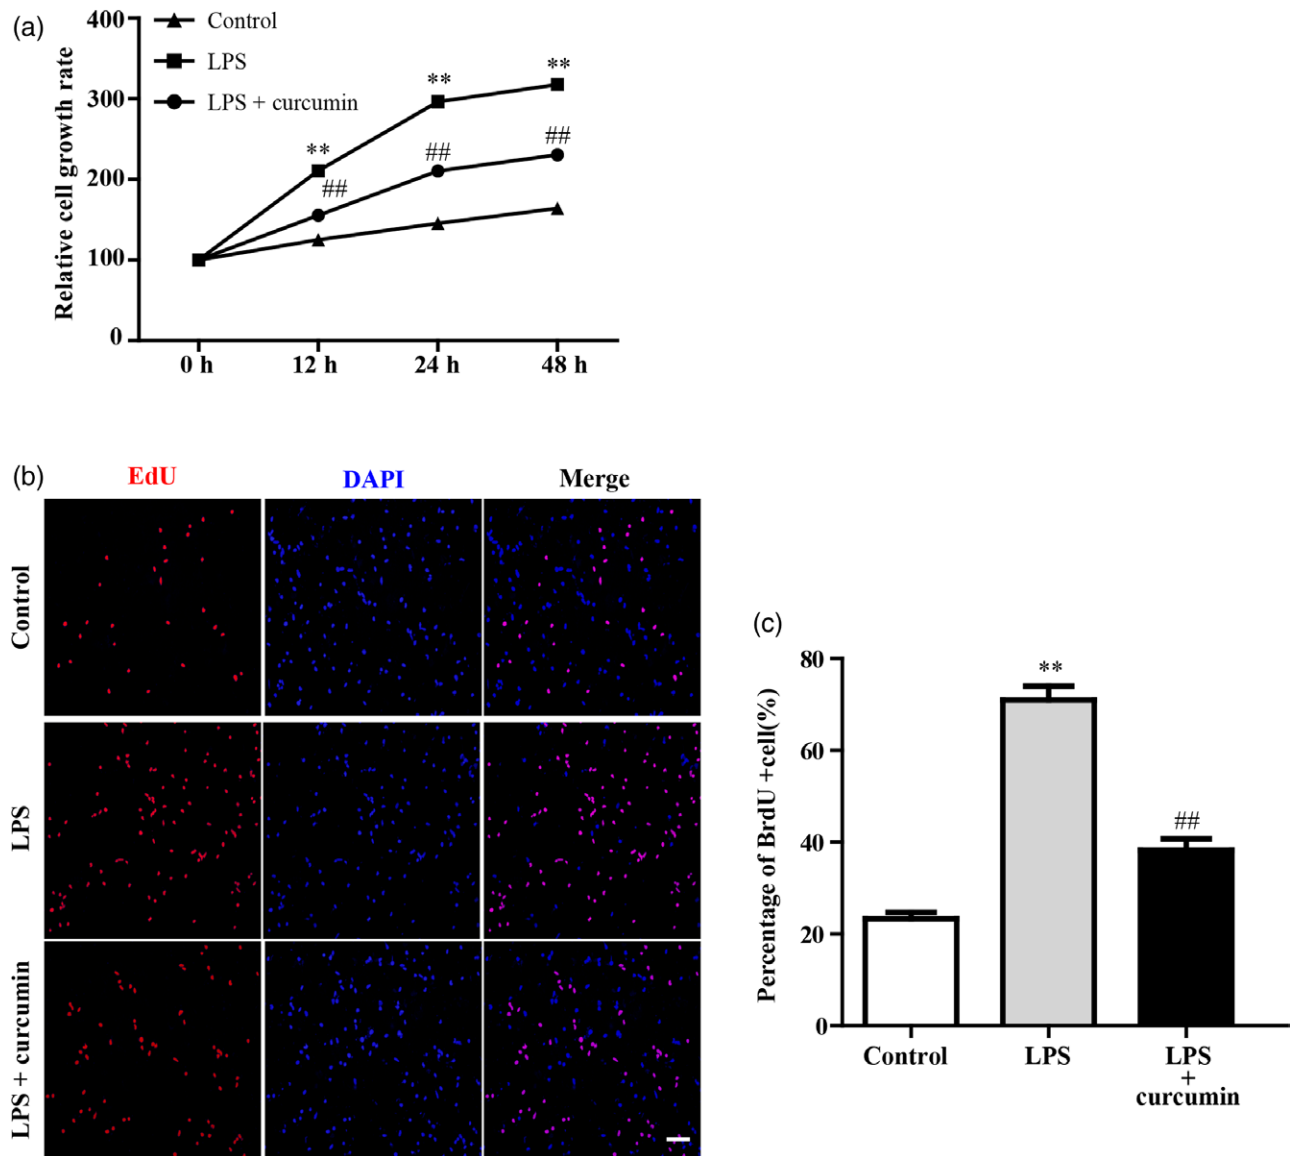 (a)
400
300
200
100
0
Relative cell growth rate
Control
LPS
LPS + curcumin
**
**
**
##
##
##
0 h
12 h
24 h
48 h
(b)
EdU
DAPI
Merge
Control
LPS
LPS + curcumin
(c)
80
60
40
20
0
Percentage of BrdU +cell(%)
**
##
Control
LPS
LPS
+
curcumin